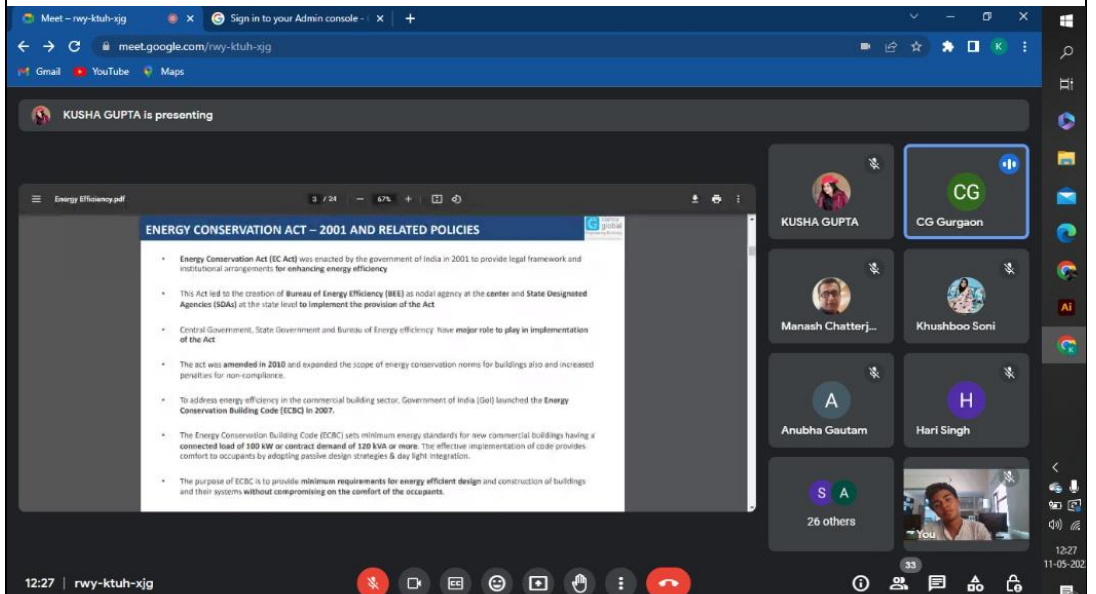 Meet – rwy-ktuh-xjg
Sign in to your Admin console -
meet.google.com/rwy-ktuh-xjg
K
Gmail
YouTube
Maps
KUSHA GUPTA is presenting
Energy Efficiency.pdf
3 / 24
67%
ENERGY CONSERVATION ACT – 2001 AND RELATED POLICIES
global
• Energy Conservation Act (EC Act) was enacted by the government of India in 2001 to provide legal framework and
institutional arrangements for enhancing energy efficiency
• This Act led to the creation of Bureau of Energy Efficiency (BEE) as nodal agency at the center and State Designated
Agencies (SDAs) at the state level to implement the provision of the Act
• Central Government, State Government and Bureau of Energy efficiency have major role to play in implementation
of the Act
• The act was amended in 2010 and expanded the scope of energy conservation norms for buildings also and increased
penalties for non-compliance.
• To address energy efficiency in the commercial building sector, Government of India (GoI) launched the Energy
Conservation Building Code (ECBC) in 2007.
• The Energy Conservation Building Code (ECBC) sets minimum energy standards for new commercial buildings having a
connected load of 100 kW or contract demand of 120 kVA or more. The effective implementation of code provides
comfort to occupants by adopting passive design strategies & day light integration.
• The purpose of ECBC is to provide minimum requirements for energy efficient design and construction of buildings
and their systems without compromising on the comfort of the occupants.
KUSHA GUPTA
CG
CG Gurgaon
Manash Chatterj...
Khushboo Soni
A
Anubha Gautam
H
Hari Singh
S A
26 others
You
12:27 | rwy-ktuh-xjg
33
Ai
12:27
11-05-202